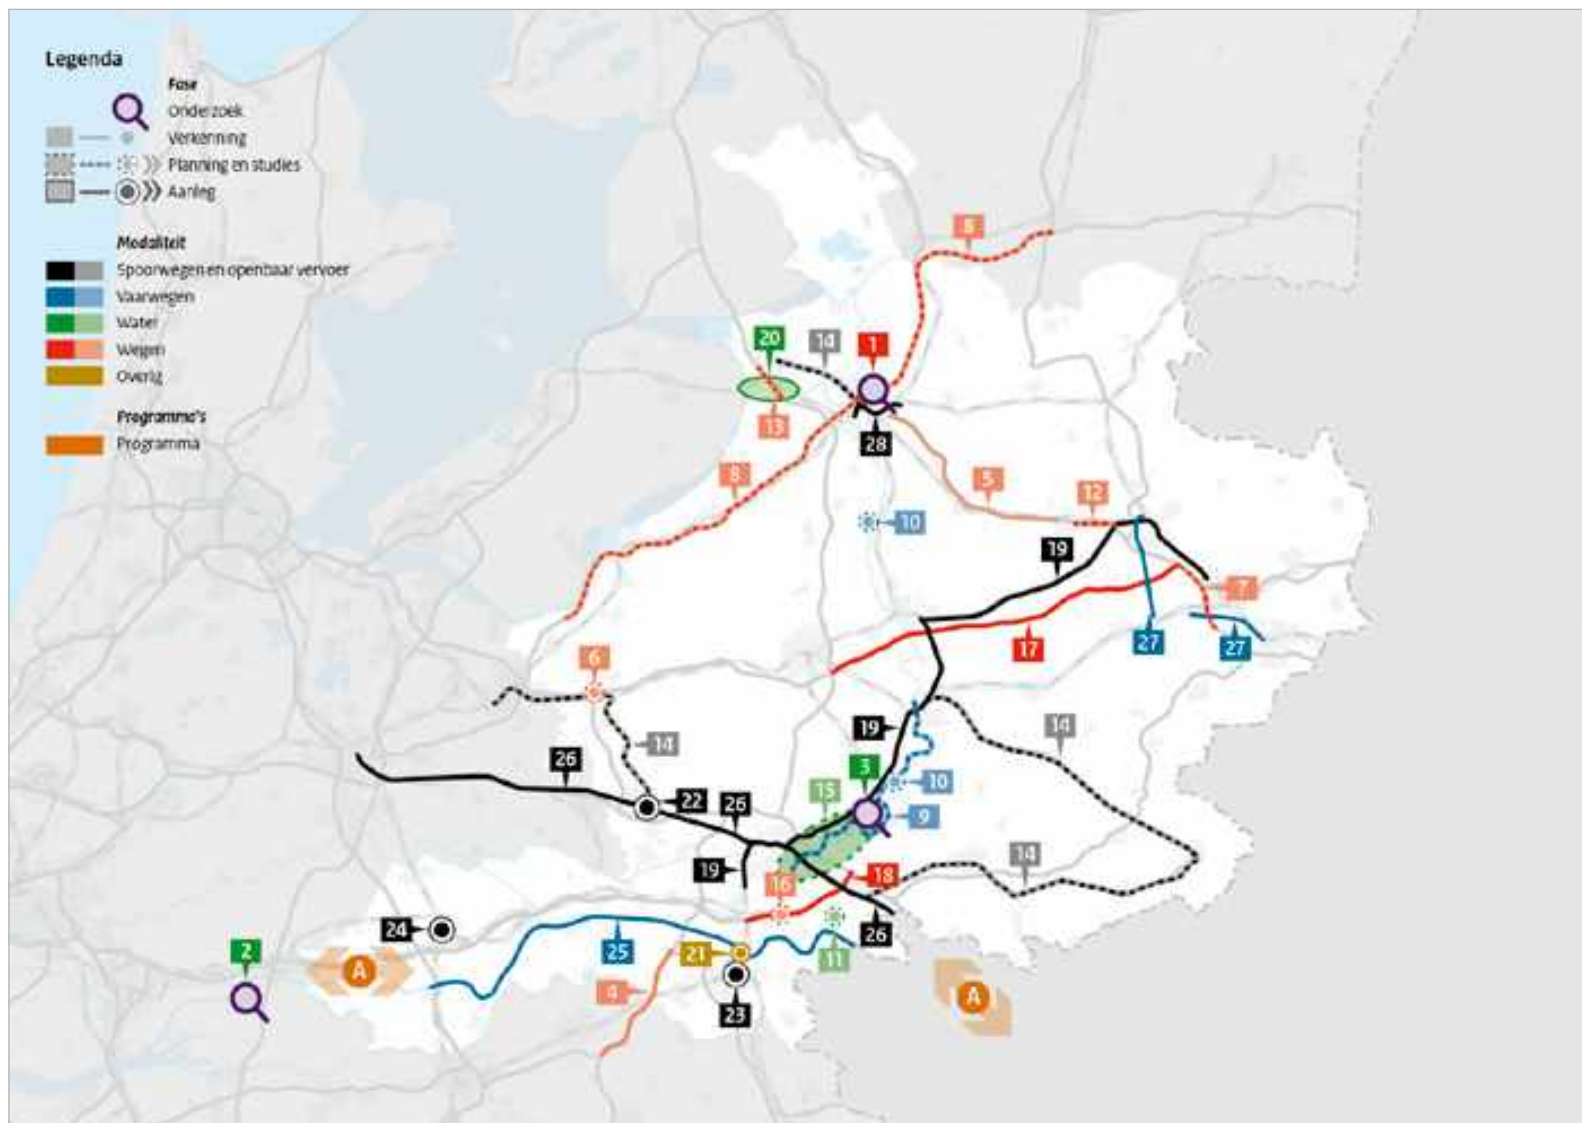 Legenda
Fase
Onderzoek
Verkenning
Planning en studies
Aanleg
Modaliteit
Spoorwegen en openbaar vervoer
Vaarwegen
Water
Wegen
Overig
Programma's
Programma
8
20
14
1
13
28
8
5
12
10
19
7
17
27
27
6
14
19
14
26
3
10
22
26
15
9
19
16
18
14
24
2
A
25
21
11
26
4
23
A